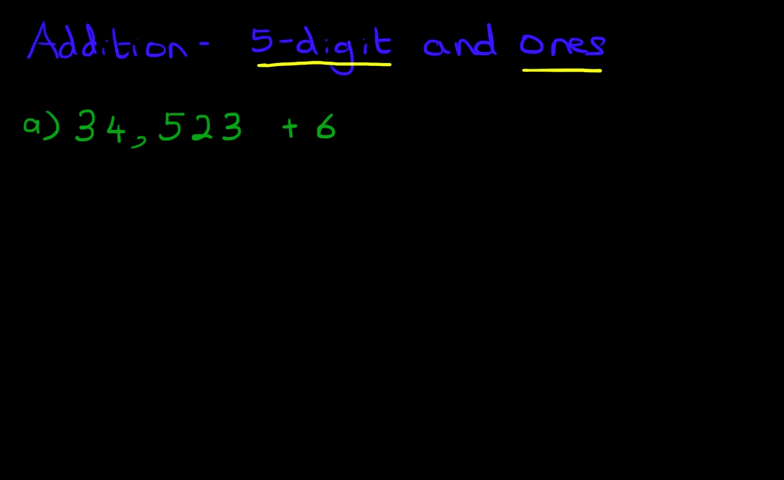 Addition - 5-digit and ones
a) 34,523 + 6